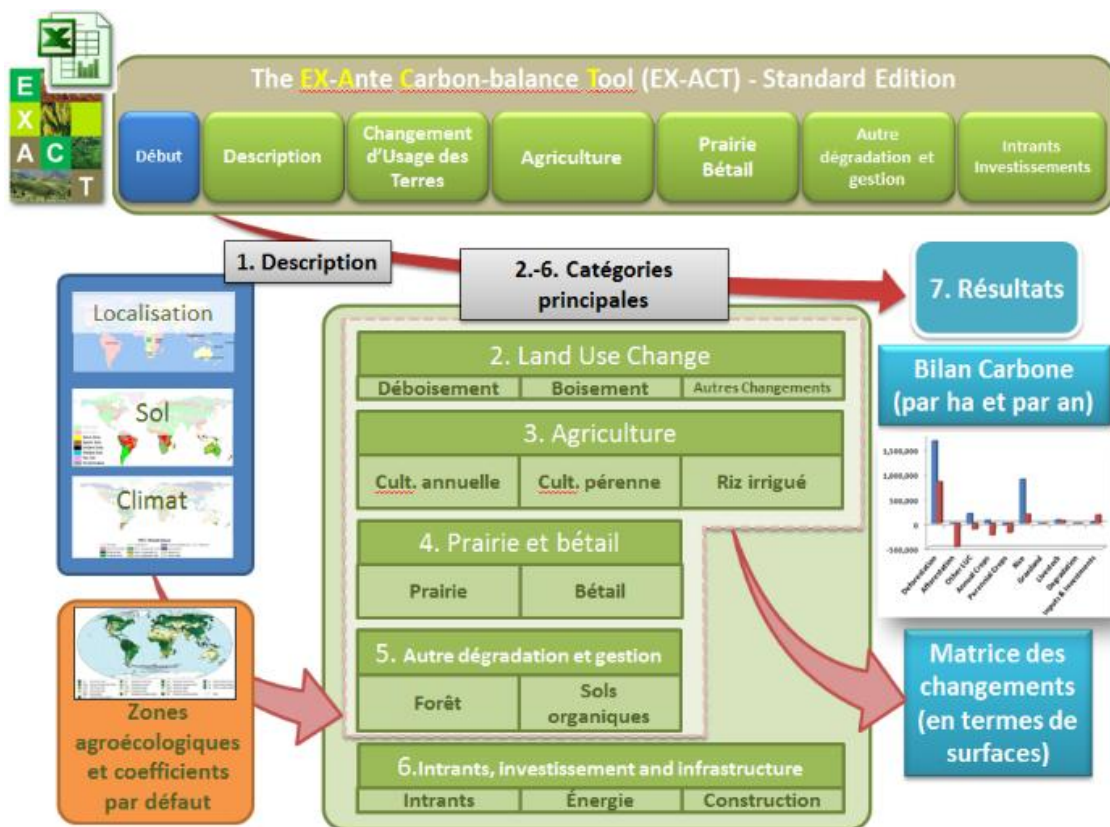 E
X
A C
T
The EX-Ante Carbon-balance Tool (EX-ACT) - Standard Edition
Début
Description
Changement
d'Usage des
Terres
Agriculture
Prairie
Bétail
Autre
dégradation et
gestion
Intrants
Investissements
1. Description
2.-6. Catégories
principales
7. Résultats
Localisation
Sol
Climat
Zones
agroécologiques
et coefficients
par défaut
2. Land Use Change
Déboisement
Boisement
Autres Changements
3. Agriculture
Cult. annuelle
Cult. pérenne
Riz irrigué
4. Prairie et bétail
Prairie
Bétail
5. Autre dégradation et gestion
Forêt
Sols
organiques
6.Intrants, investissement and infrastructure
Intrants
Énergie
Construction
Bilan Carbone
(par ha et par an)
1,500,000
1,000,000
500,000
0
-500,000
Deforestation
Afforestation
Other LUC
Annual Crops
Perennial Crops
Rice
Grassland
Livestock
Degradation
Inputs & Investments
Matrice des
changements
(en termes de
surfaces)